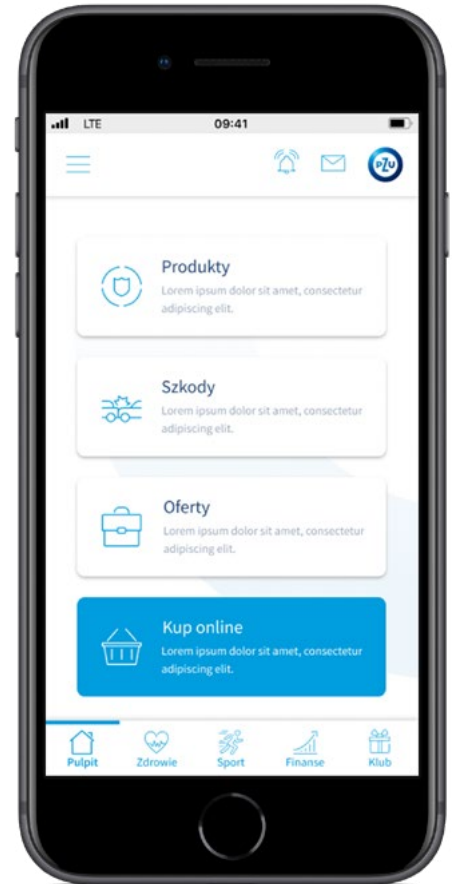 LTE 09:41
PZU
Produkty
Lorem ipsum dolor sit amet, consectetur
adipiscing elit.
Szkody
Lorem ipsum dolor sit amet, consectetur
adipiscing elit.
Oferty
Lorem ipsum dolor sit amet, consectetur
adipiscing elit.
Kup online
Lorem ipsum dolor sit amet, consectetur
adipiscing elit.
Pulpit Zdrowie Sport Finanse Klub